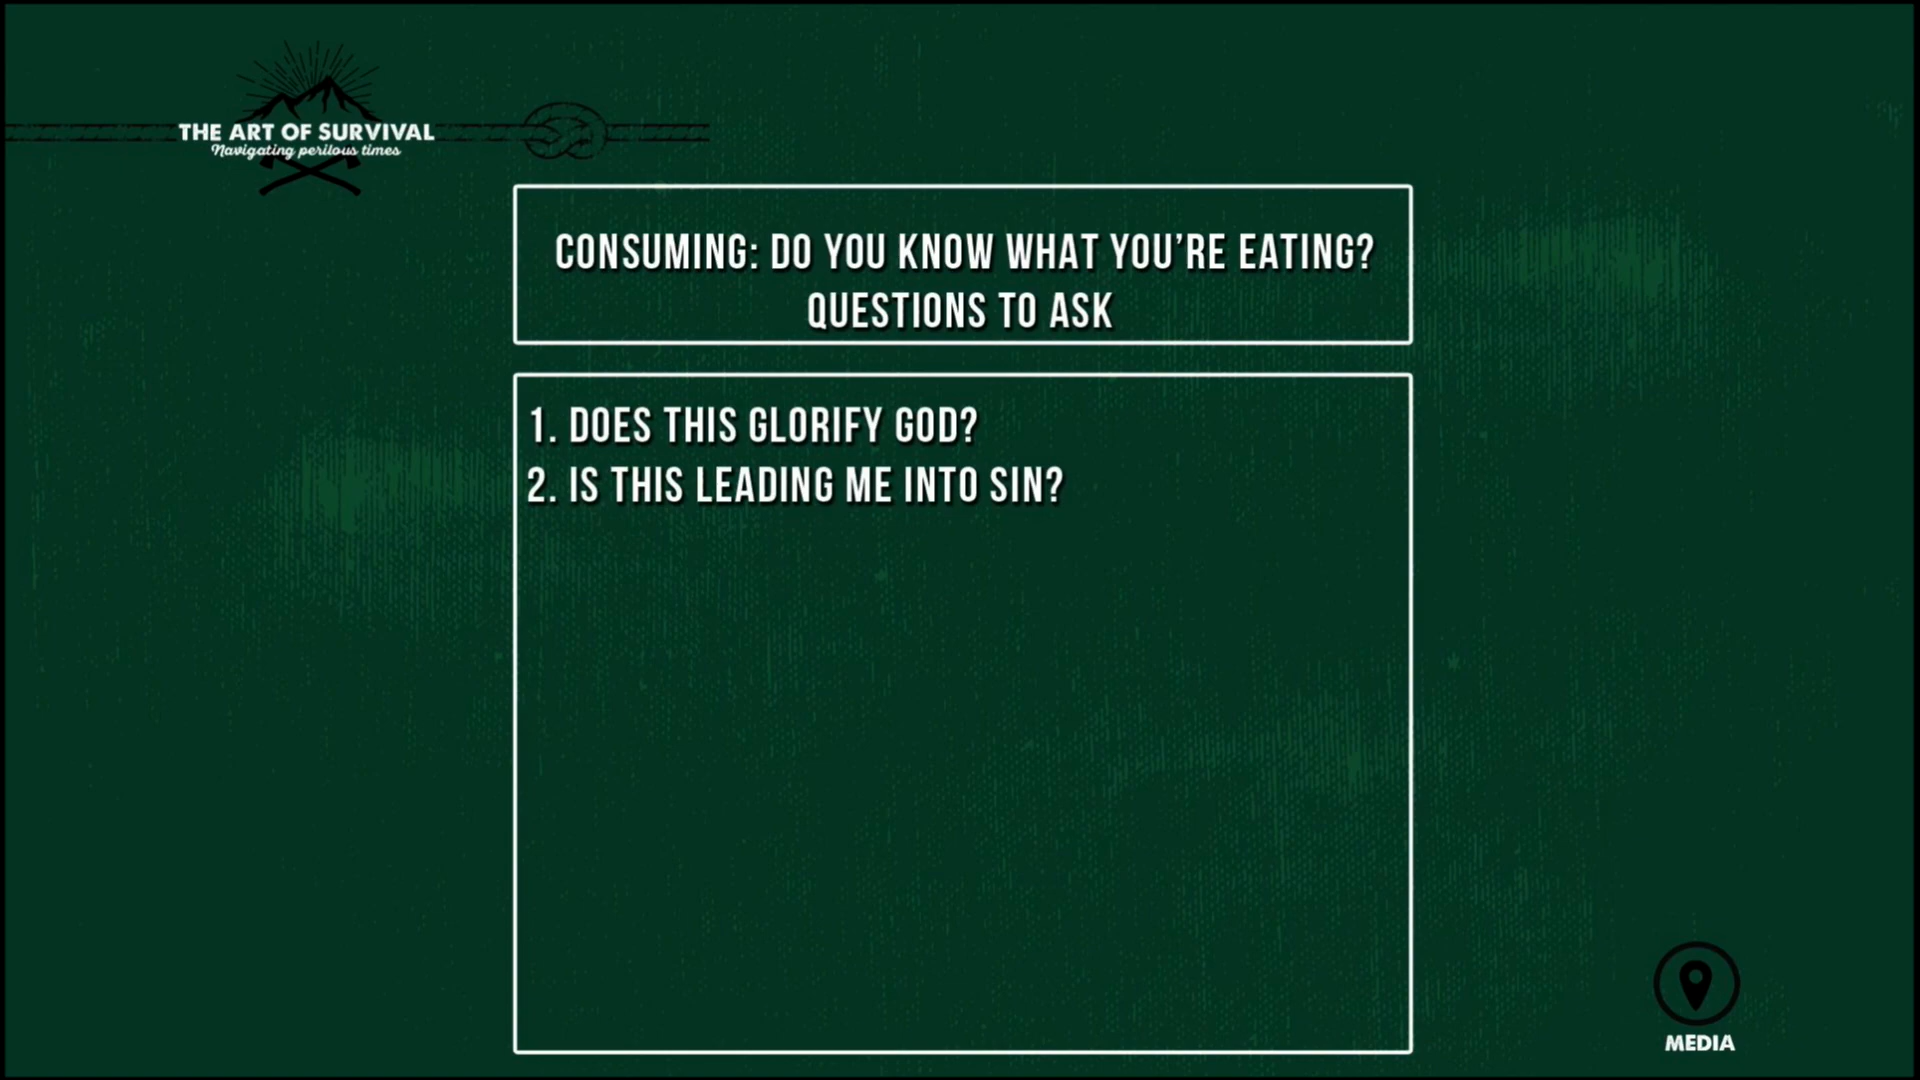 THE ART OF SURVIVAL
Navigating perilous times
CONSUMING: DO YOU KNOW WHAT YOU'RE EATING?
QUESTIONS TO ASK
1. DOES THIS GLORIFY GOD?
2. IS THIS LEADING ME INTO SIN?
MEDIA